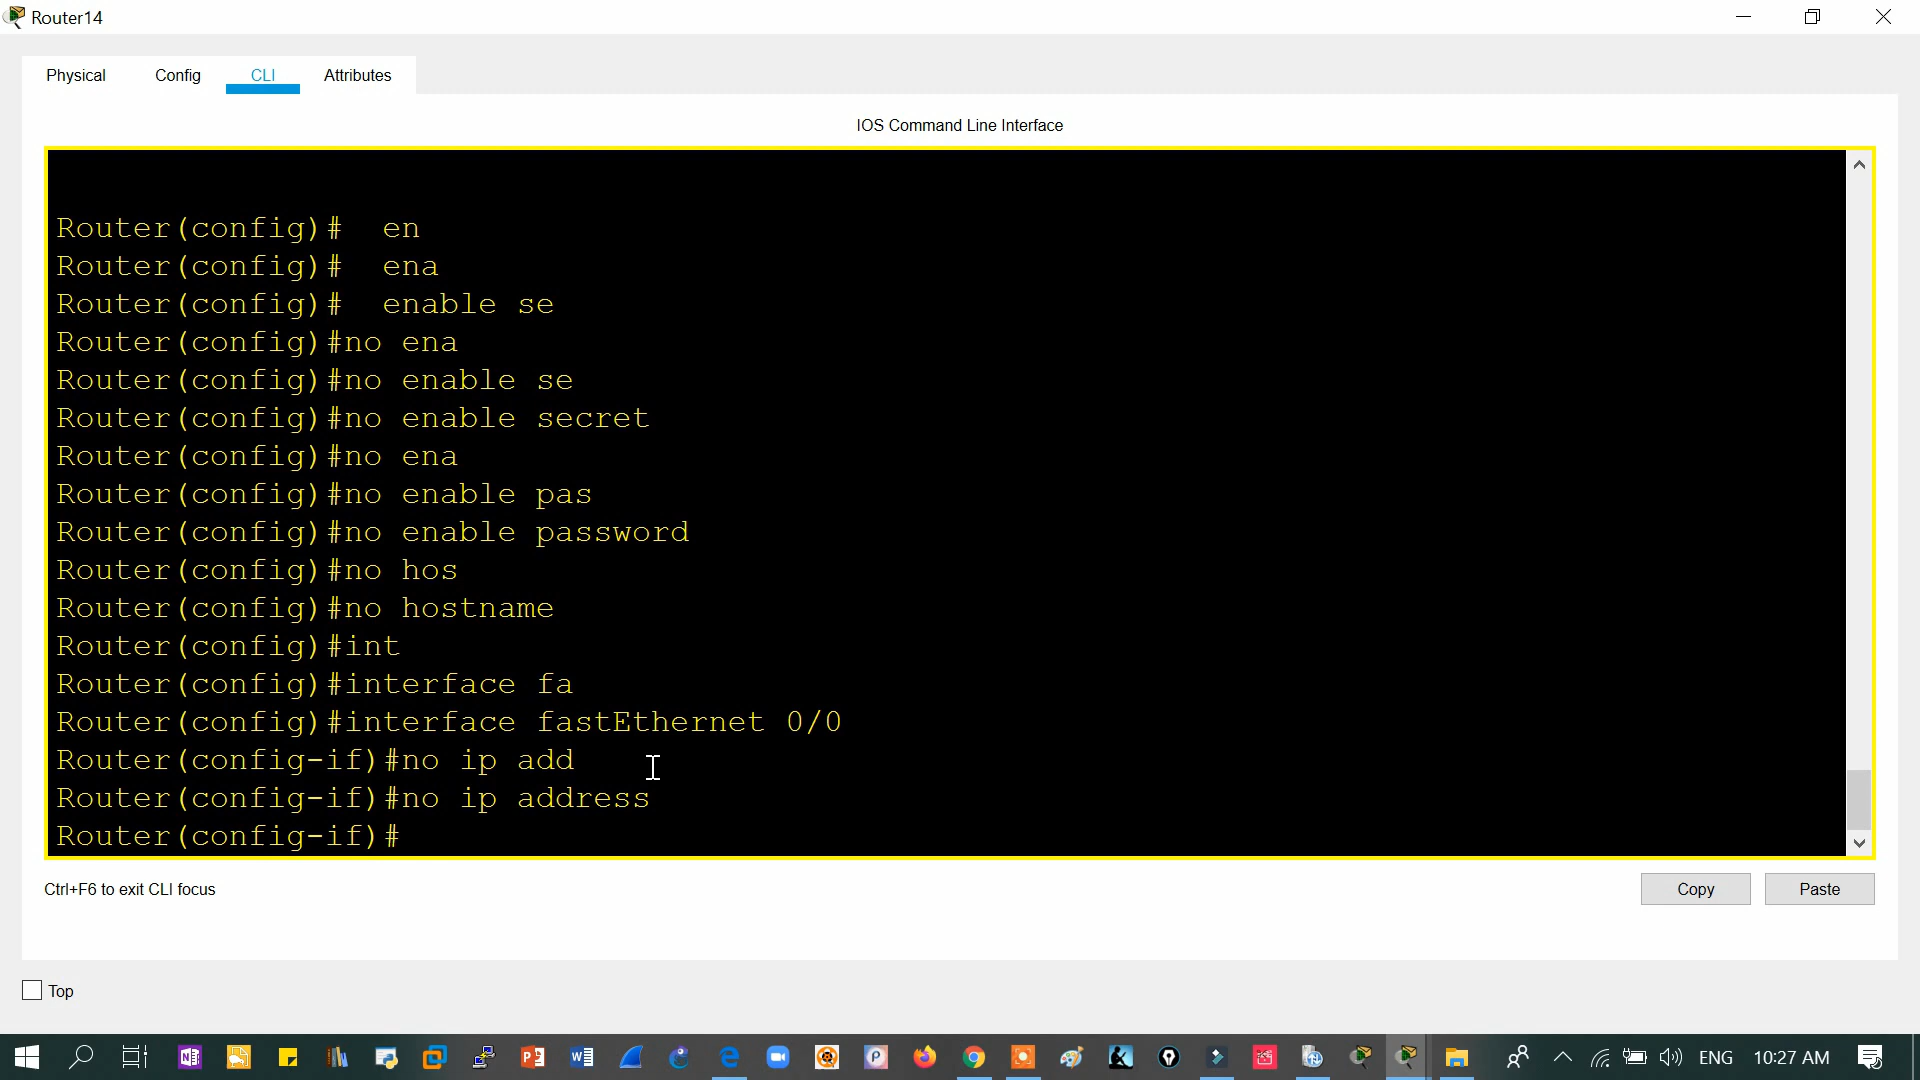 Router14
Physical
Config
CLI
Attributes
IOS Command Line Interface
Router(config)#  en
Router(config)#  ena
Router(config)#  enable se
Router(config)#no ena
Router(config)#no enable se
Router(config)#no enable secret
Router(config)#no ena
Router(config)#no enable pas
Router(config)#no enable password
Router(config)#no hos
Router(config)#no hostname
Router(config)#int
Router(config)#interface fa
Router(config)#interface fastEthernet 0/0
Router(config-if)#no ip add
Router(config-if)#no ip address
Router(config-if)#
Ctrl+F6 to exit CLI focus
Copy
Paste
Top
ENG
10:27 AM